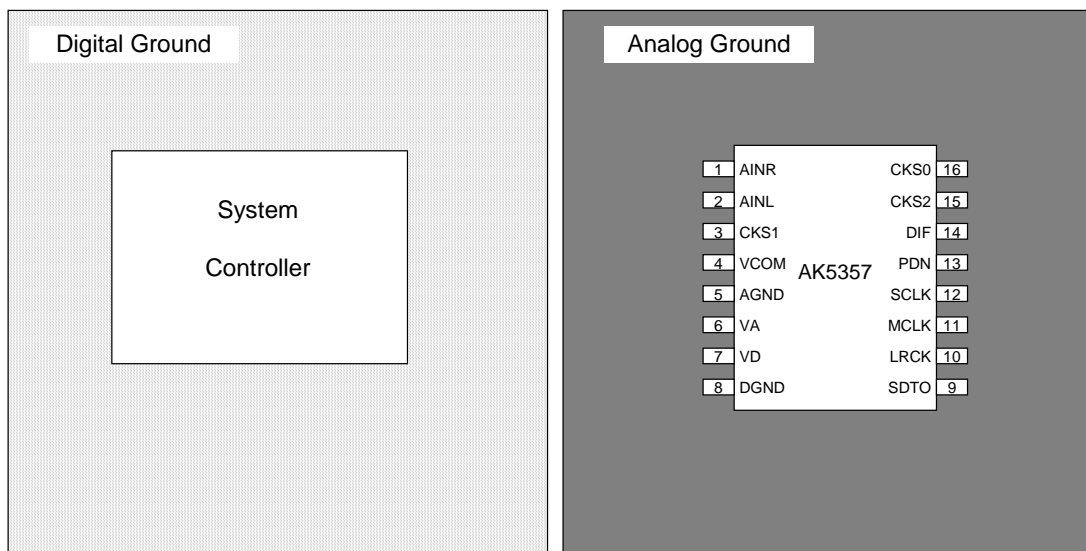 Digital Ground
System
Controller
Analog Ground
1 AINR
2 AINL
3 CKS1
4 VCOM
5 AGND
6 VA
7 VD
8 DGND
AK5357
CKS0 16
CKS2 15
DIF 14
PDN 13
SCLK 12
MCLK 11
LRCK 10
SDTO 9